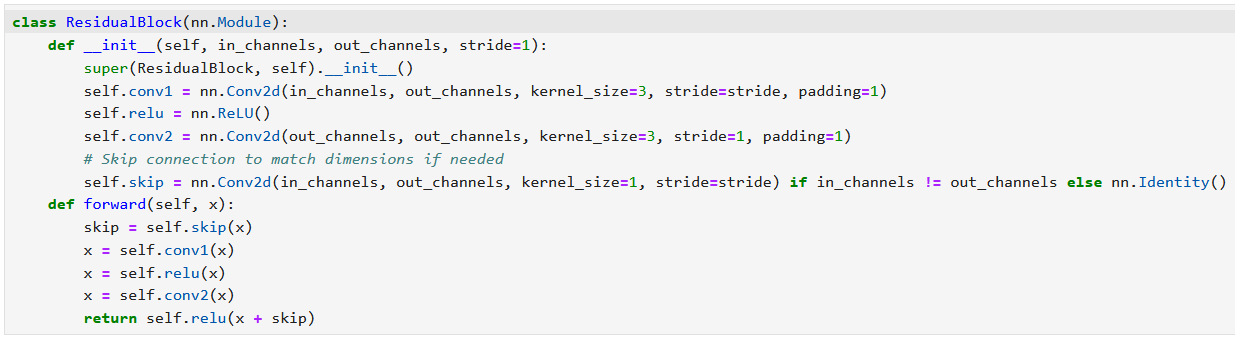 class ResidualBlock(nn.Module):
    def __init__(self, in_channels, out_channels, stride=1):
        super(ResidualBlock, self).__init__()
        self.conv1 = nn.Conv2d(in_channels, out_channels, kernel_size=3, stride=stride, padding=1)
        self.relu = nn.ReLU()
        self.conv2 = nn.Conv2d(out_channels, out_channels, kernel_size=3, stride=1, padding=1)
        # Skip connection to match dimensions if needed
        self.skip = nn.Conv2d(in_channels, out_channels, kernel_size=1, stride=stride) if in_channels != out_channels else nn.Identity()
    def forward(self, x):
        skip = self.skip(x)
        x = self.conv1(x)
        x = self.relu(x)
        x = self.conv2(x)
        return self.relu(x + skip)